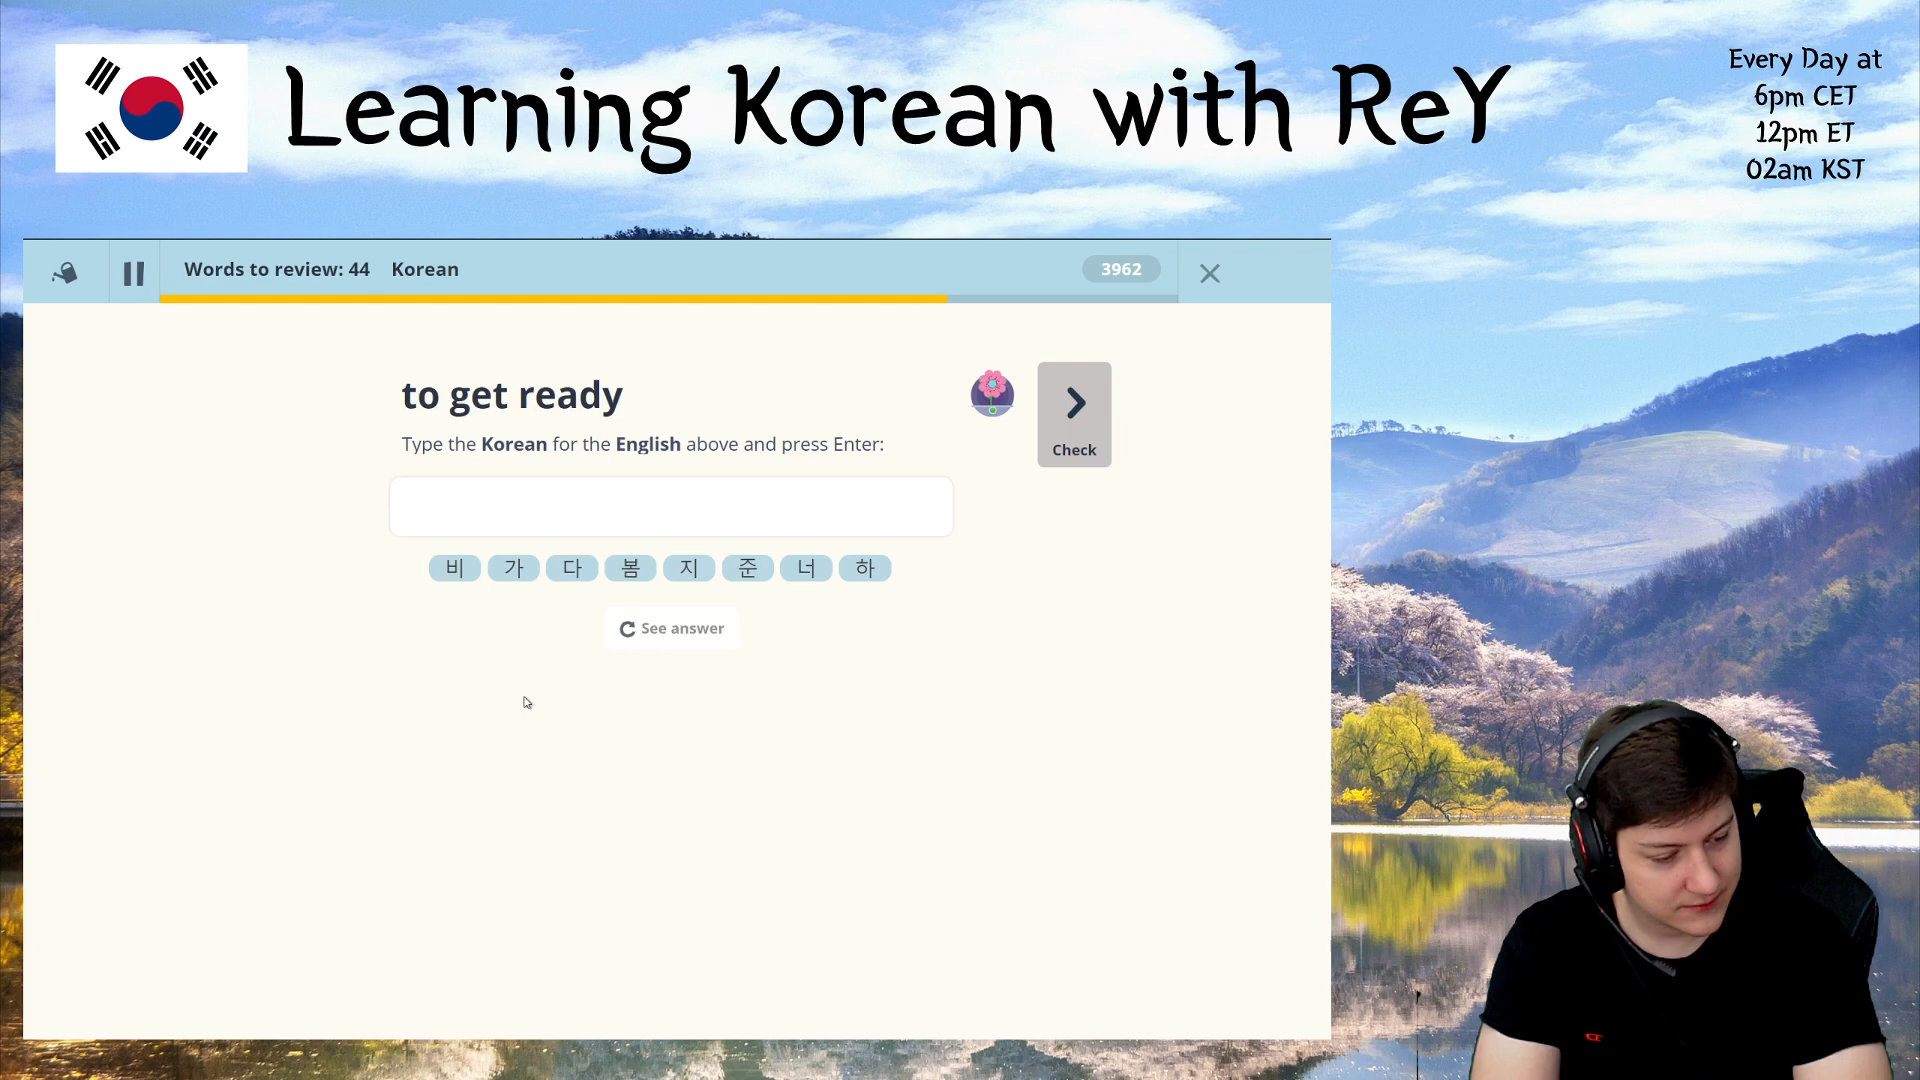 Learning Korean with ReY
Every Day at
6pm CET
12pm ET
02am KST
Words to review: 44 Korean
3962
to get ready
Type the Korean for the English above and press Enter:
Check
비 가 다 봄 지 준 너 하
See answer